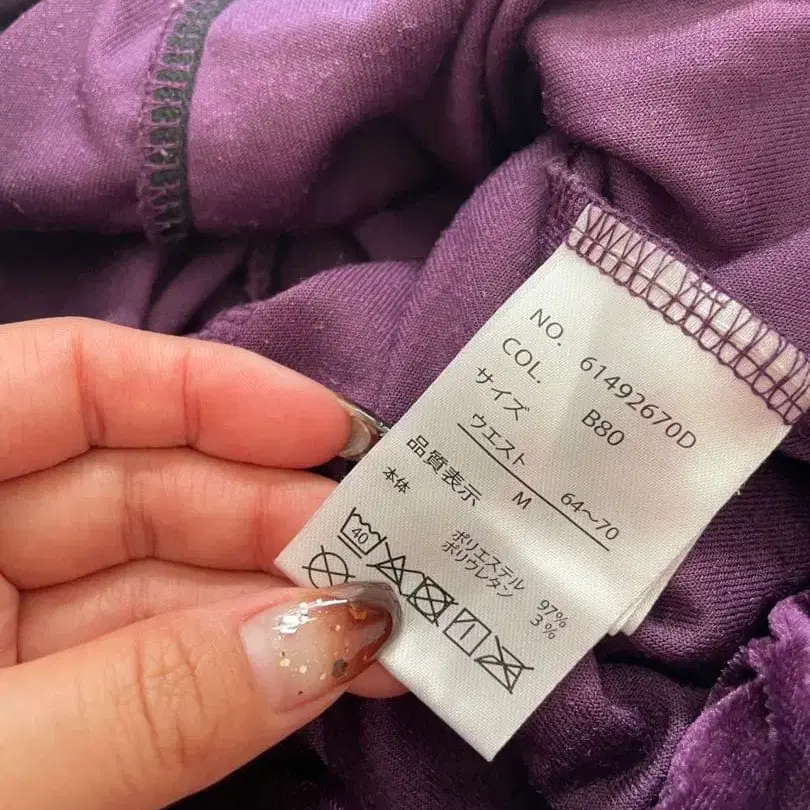 NO. 61492670D
COL. B80
サイズ
ウエスト 64〜70
M
品質表示
本体
ポリエステル 97%
ポリウレタン 3%
40